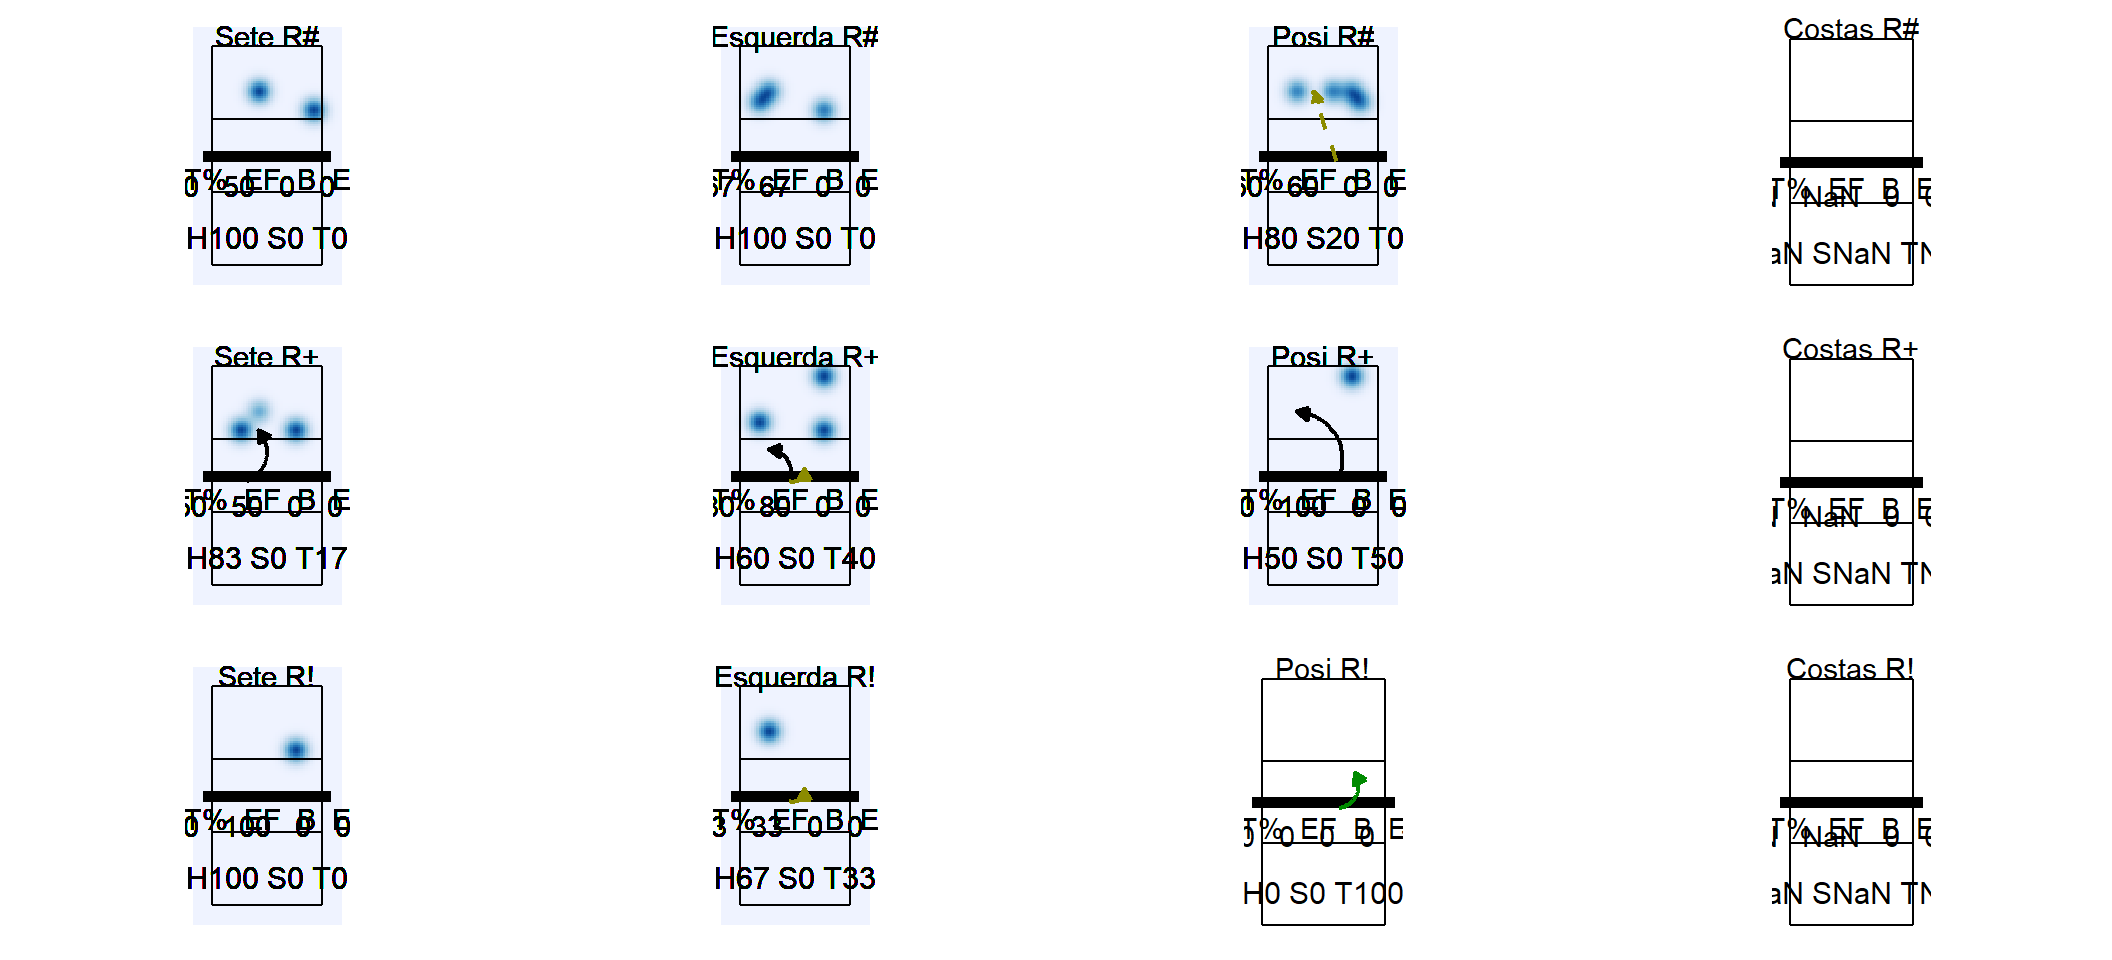 Sete R#
Esquerda R#
Posi R#
Costas R#
T% EF B E
T% EF B E
T% EF B E
T% EF B E
0 50 0 0
67 67 0 0
60 60 0 0
NaN 0
H100 S0 T0
H100 S0 T0
H80 S20 T0
aN SNaN TN
Sete R+
Esquerda R+
Posi R+
Costas R+
T% EF B E
T% EF B E
T% EF B E
T% EF B E
50 50 0 0
80 80 0 0
0 100 0 0
NaN 0
H83 S0 T17
H60 S0 T40
H50 S0 T50
aN SNaN TN
Sete R!
Esquerda R!
Posi R!
Costas R!
T% EF B E
T% EF B E
T% EF B E
T% EF B E
0 100 0 0
3 33 0 0
0 0 0 0
NaN 0
H100 S0 T0
H67 S0 T33
H0 S0 T100
aN SNaN TN